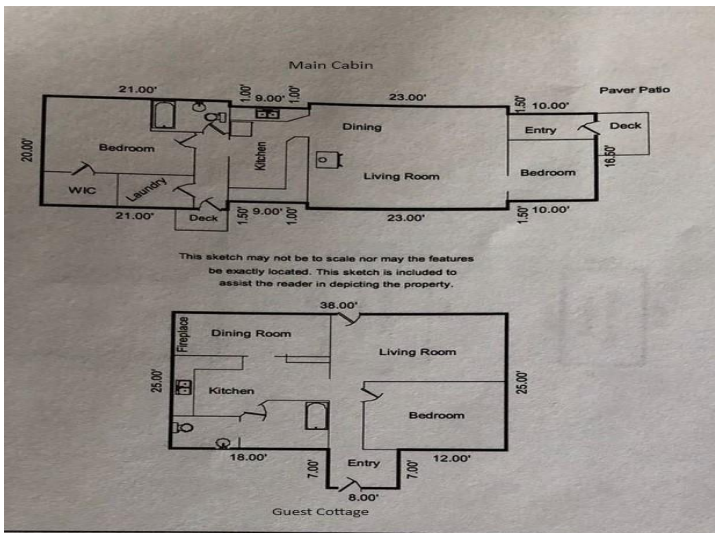 Main Cabin
21.00'
1.00'
9.00'
1.00'
23.00'
1.50'
10.00'
Paver Patio
20.00'
Bedroom
Kitchen
Dining
Living Room
Entry
Deck
16.50'
Bedroom
WIC
Laundry
21.00'
Deck
1.50'
9.00'
1.00'
23.00'
1.50'
10.00'
This sketch may not be to scale nor may the features
be exactly located. This sketch is included to
assist the reader in depicting the property.
38.00'
Fireplace
Dining Room
Living Room
25.00'
Kitchen
25.00'
Bedroom
18.00'
7.00'
Entry
7.00'
12.00'
8.00'
Guest Cottage